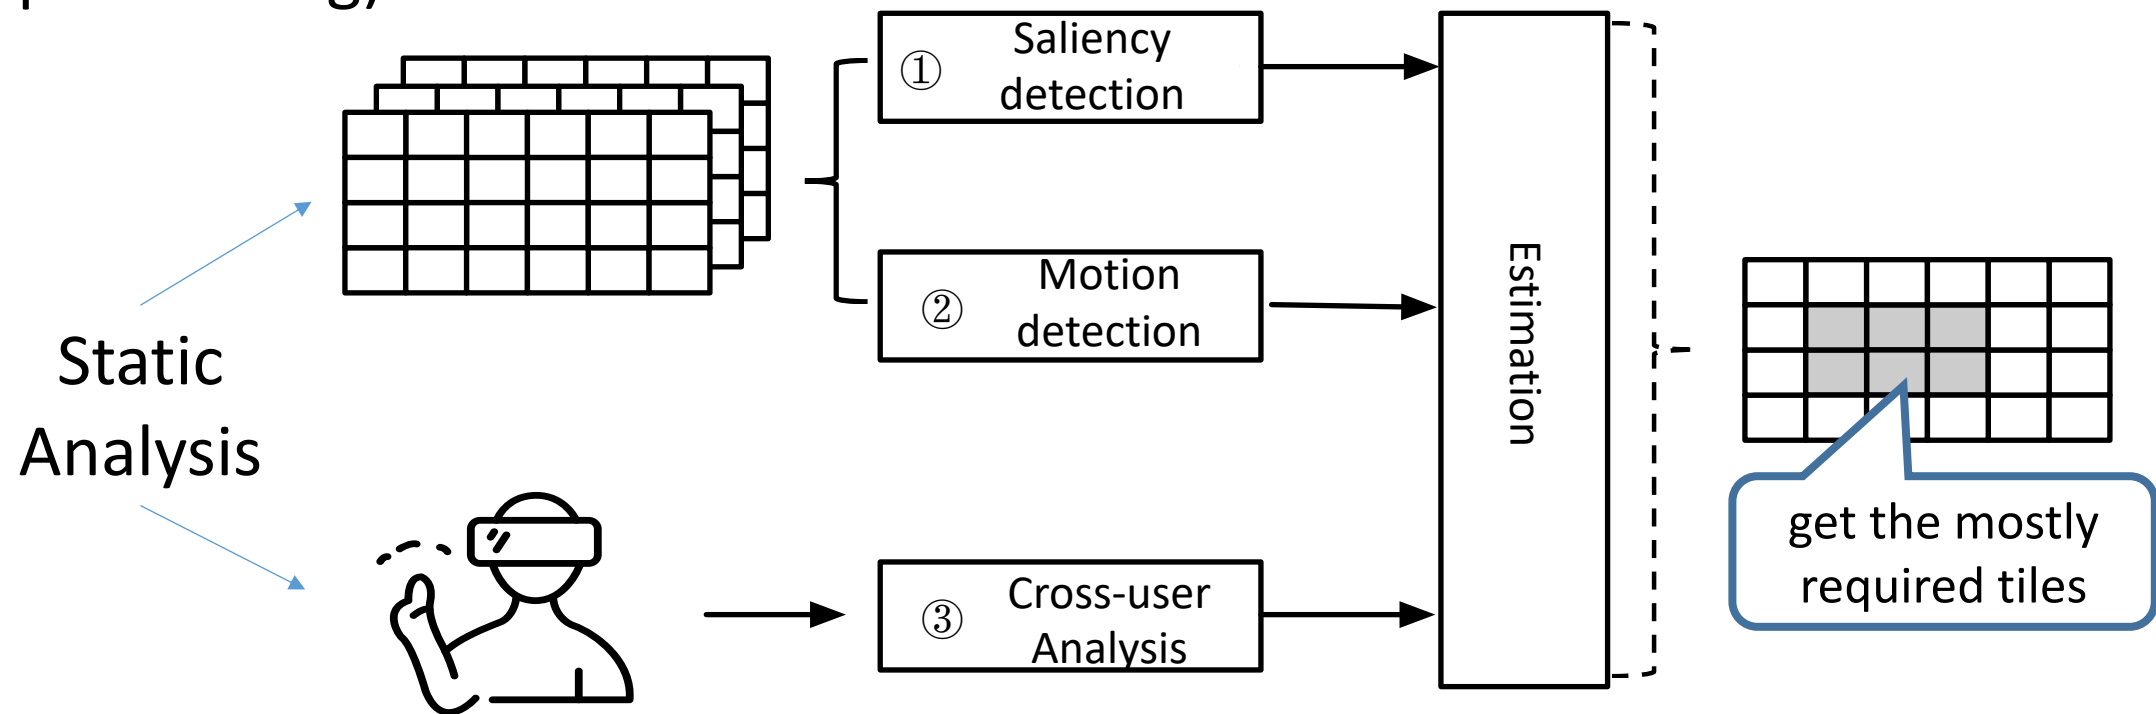 Static
Analysis
① Saliency
detection
② Motion
detection
③ Cross-user
Analysis
Estimation
get the mostly
required tiles